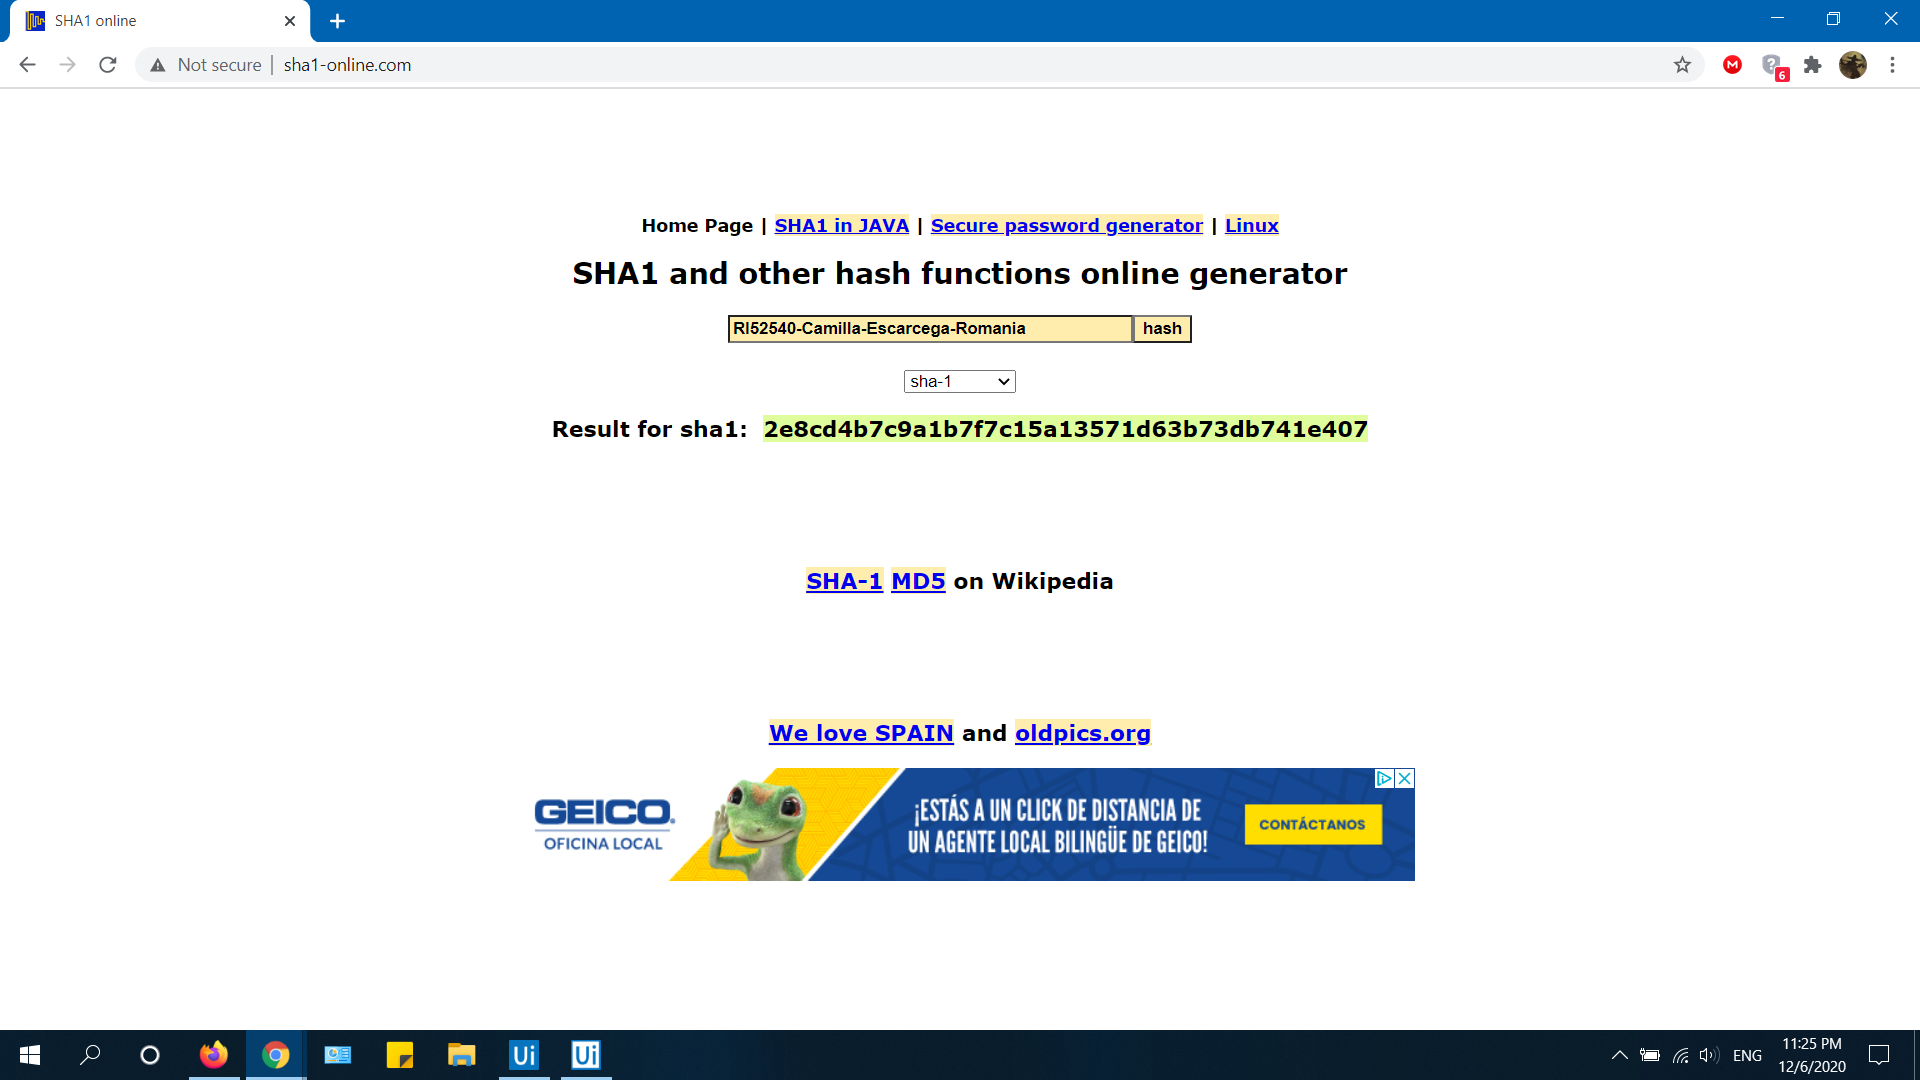 SHA1 online
Not secure | sha1-online.com
6
Home Page | SHA1 in JAVA | Secure password generator | Linux
SHA1 and other hash functions online generator
RI52540-Camilla-Escarcega-Romania hash
sha-1
Result for sha1: 2e8cd4b7c9a1b7f7c15a13571d63b73db741e407
SHA-1 MD5 on Wikipedia
We love SPAIN and oldpics.org
GEICO.
OFICINA LOCAL
¡ESTÁS A UN CLICK DE DISTANCIA DE
UN AGENTE LOCAL BILINGÜE DE GEICO!
CONTÁCTANOS
Ui
Ui
ENG
11:25 PM
12/6/2020